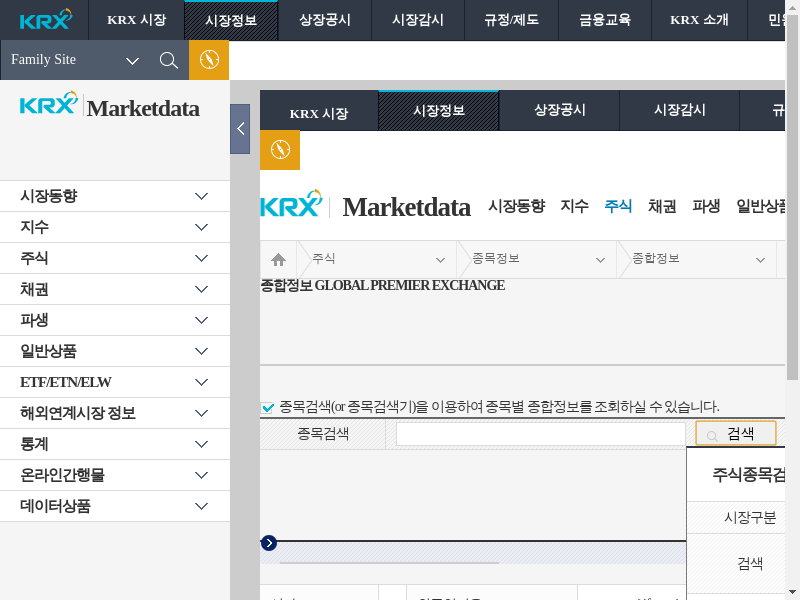 KRX KRX 시장 시장정보 상장공시 시장감시 규정/제도 금융교육 KRX 소개
Family Site
KRX Marketdata
시장동향
지수
주식
채권
파생
일반상품
ETF/ETN/ELW
해외연계시장 정보
통계
온라인간행물
데이터상품
KRX 시장 시장정보 상장공시 시장감시
KRX Marketdata 시장동향 지수 주식 채권 파생 일반상품
주식 종목정보 종합정보
종합정보 GLOBAL PREMIER EXCHANGE
종목검색(or 종목검색기)을 이용하여 종목별 종합정보를 조회하실 수 있습니다.
종목검색 검색
주식종목검
시장구분
검색